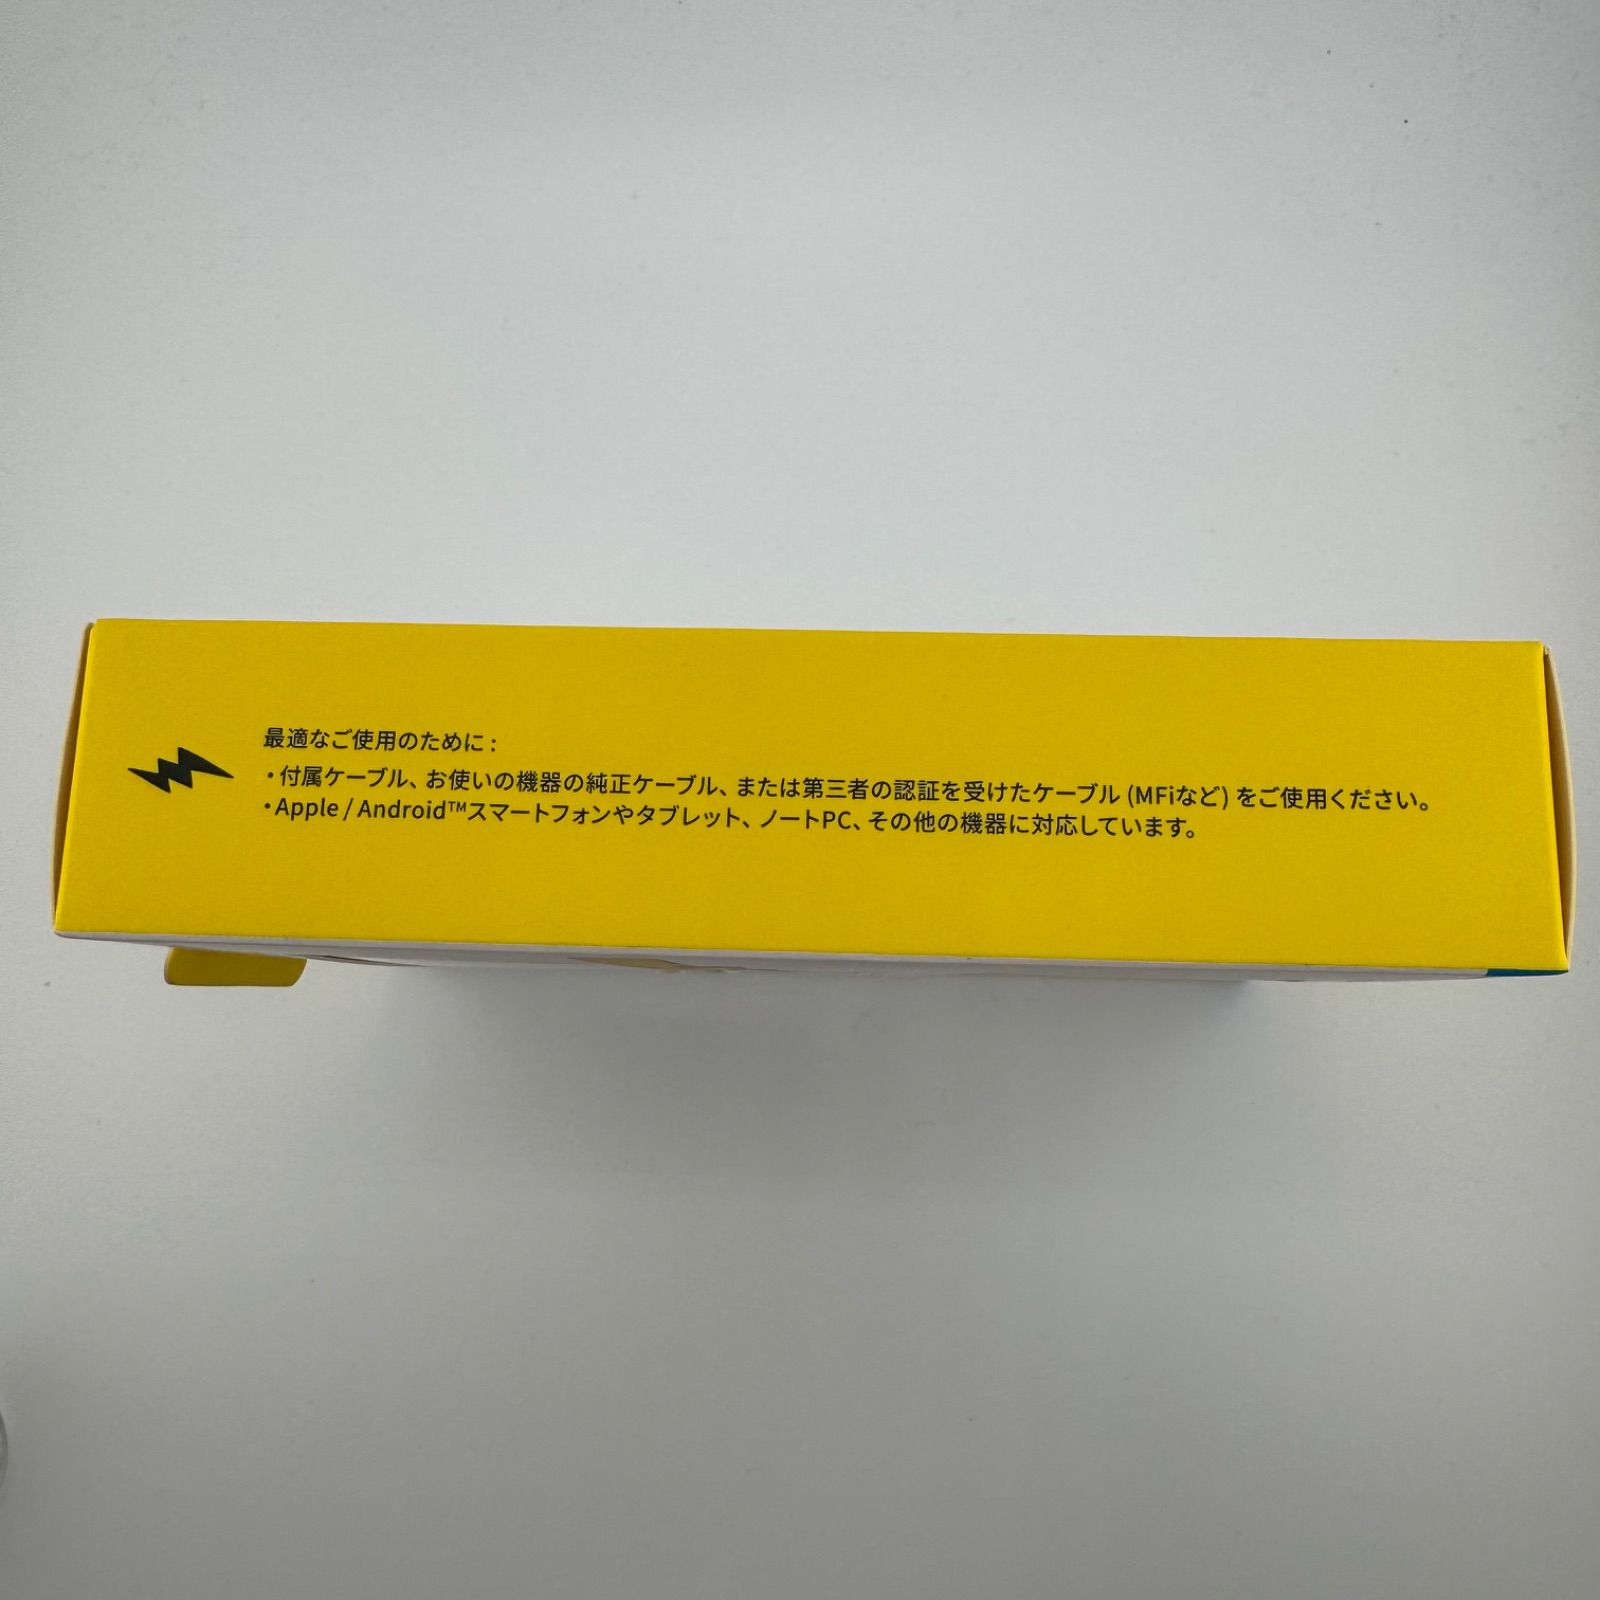 最適なご使用のために：
・付属ケーブル、お使いの機器の純正ケーブル、または第三者の認証を受けたケーブル (MFiなど) をご使用ください。
・Apple / Android™スマートフォンやタブレット、ノートPC、その他の機器に対応しています。